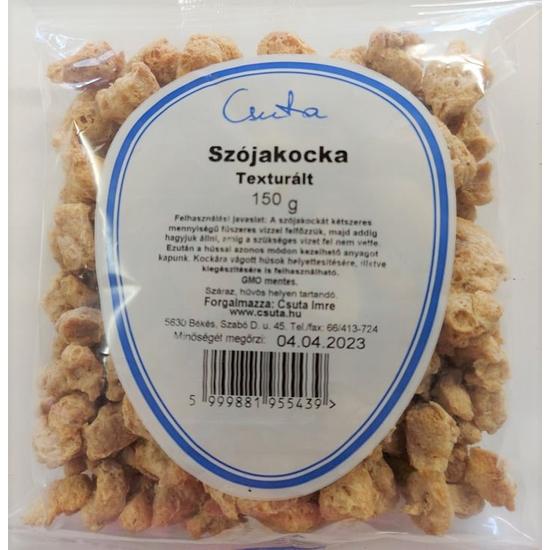 Csuta
Szójakocka
Texturált
150 g
Felhasználási javaslat: A szójakockát kétszeres
mennyiségű fűszeres vízzel felfőzzük, majd addig
hagyjuk állni, amíg a szükséges vizet fel nem vette.
Ezután a hússal azonos módon kezelhető anyagot
kapunk. Kockára vágott húsok helyettesítésére, illetve
kiegészítésére is felhasználható.
GMO mentes.
Száraz, hűvös helyen tartandó.
Forgalmazza: Csuta Imre
www.csuta.hu
5630 Békés, Szabó D. u. 45. Tel./fax: 66/413-724
Minőségét megőrzi: 04.04.2023
5 999881 955439 >